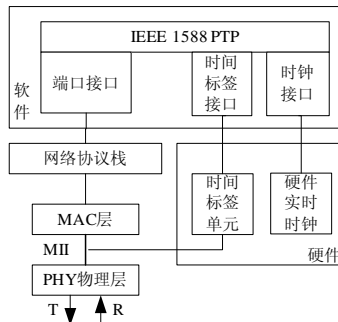 IEEE 1588 PTP
软件
端口接口
时间
标签
接口
时钟
接口
网络协议栈
时间
标签
单元
硬件
实时
时钟
MAC层
MII
硬件
PHY物理层
T
R